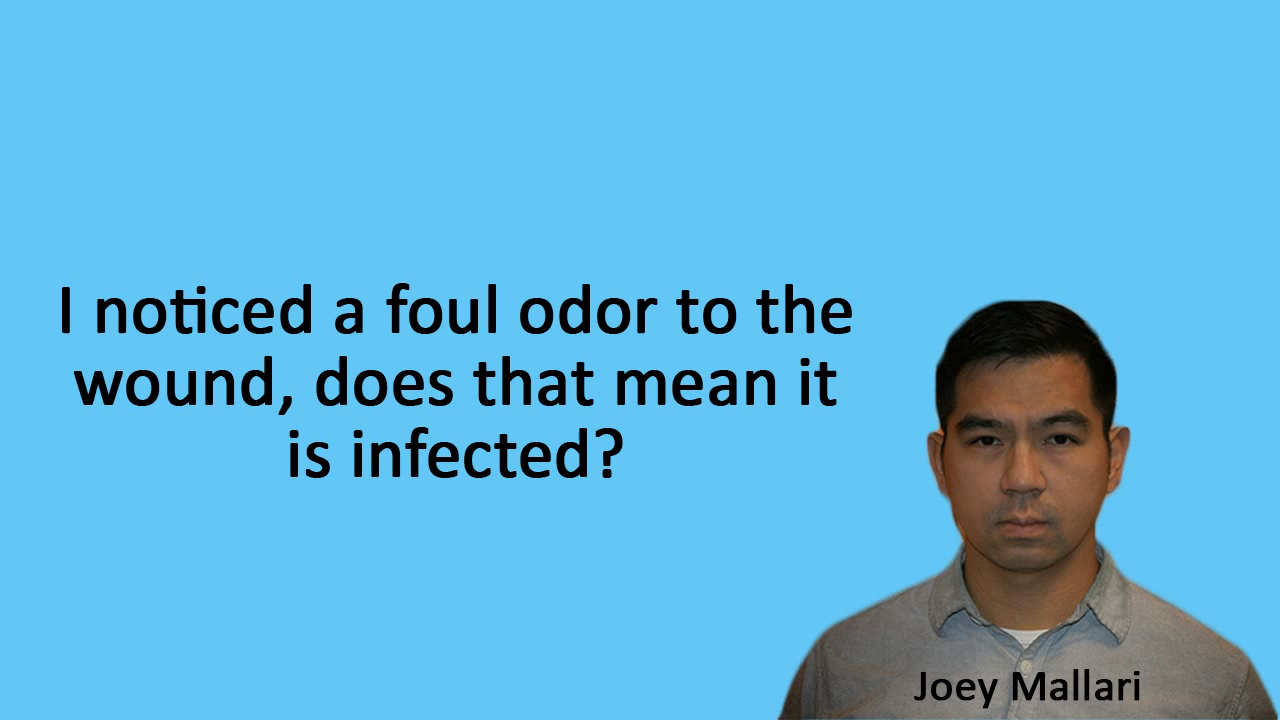 I noticed a foul odor to the
wound, does that mean it
is infected?
Joey Mallari